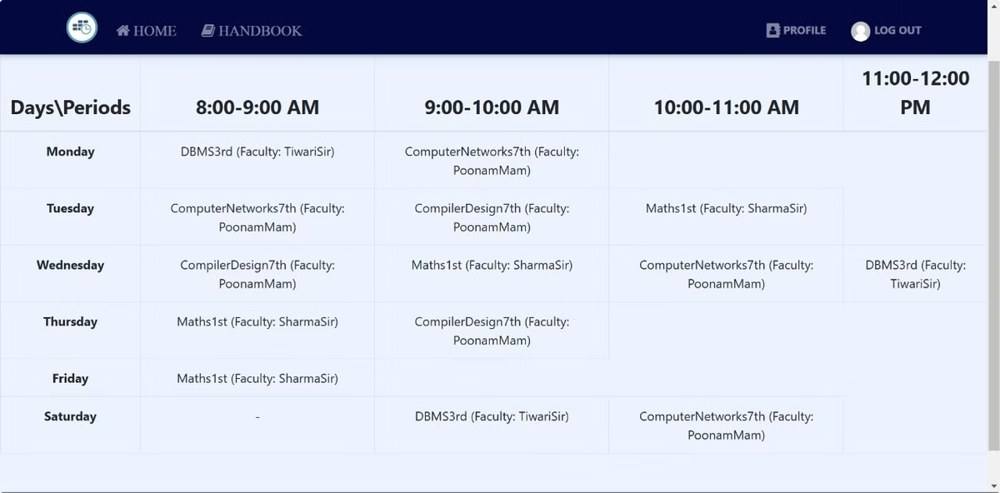 HOME HANDBOOK PROFILE LOG OUT
Days\Periods 8:00-9:00 AM 9:00-10:00 AM 10:00-11:00 AM 11:00-12:00
PM
Monday DBMS3rd (Faculty: TiwariSir) ComputerNetworks7th (Faculty:
PoonamMam)
Tuesday ComputerNetworks7th (Faculty:
PoonamMam) CompilerDesign7th (Faculty:
PoonamMam) Maths1st (Faculty: SharmaSir)
Wednesday CompilerDesign7th (Faculty:
PoonamMam) Maths1st (Faculty: SharmaSir) ComputerNetworks7th (Faculty:
PoonamMam) DBMS3rd (Faculty:
TiwariSir)
Thursday Maths1st (Faculty: SharmaSir) CompilerDesign7th (Faculty:
PoonamMam)
Friday Maths1st (Faculty: SharmaSir)
Saturday - DBMS3rd (Faculty: TiwariSir) ComputerNetworks7th (Faculty:
PoonamMam)